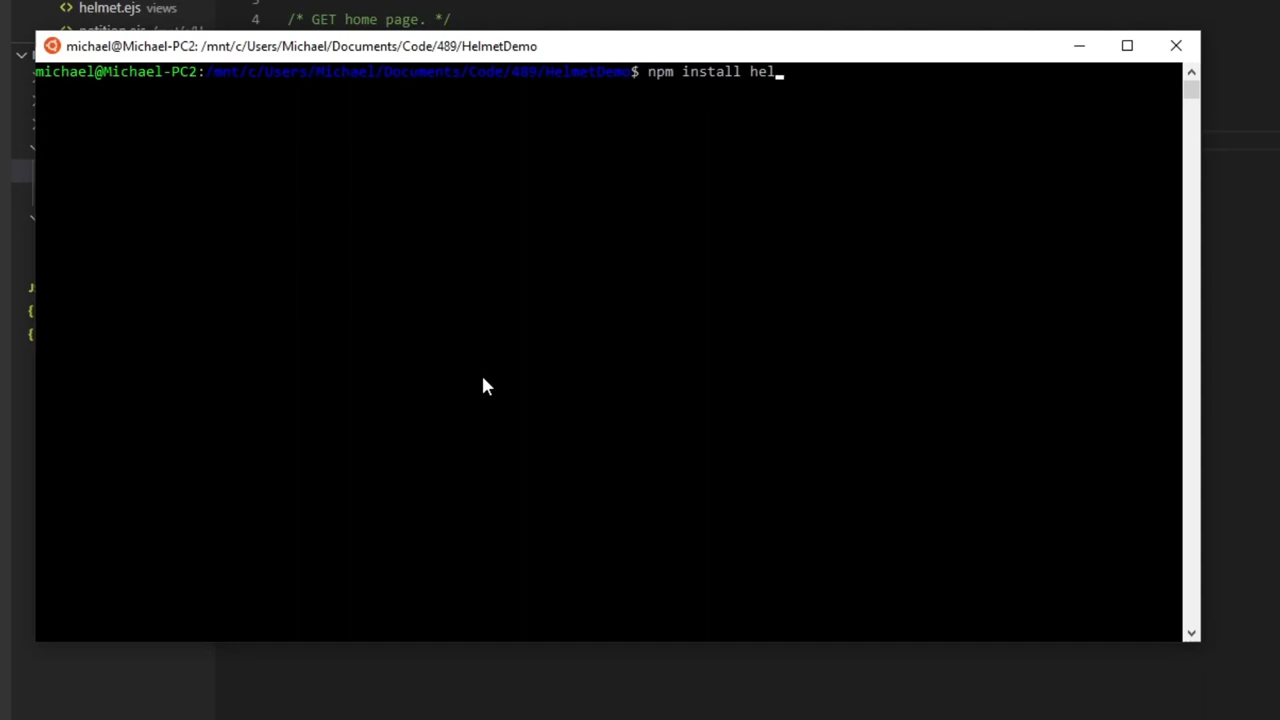 helmet.ejs views
4 /* GET home page. */
michael@Michael-PC2: /mnt/c/Users/Michael/Documents/Code/489/HelmetDemo
michael@Michael-PC2:/mnt/c/Users/Michael/Documents/Code/489/HelmetDemo$ npm install hel_
J
{
{